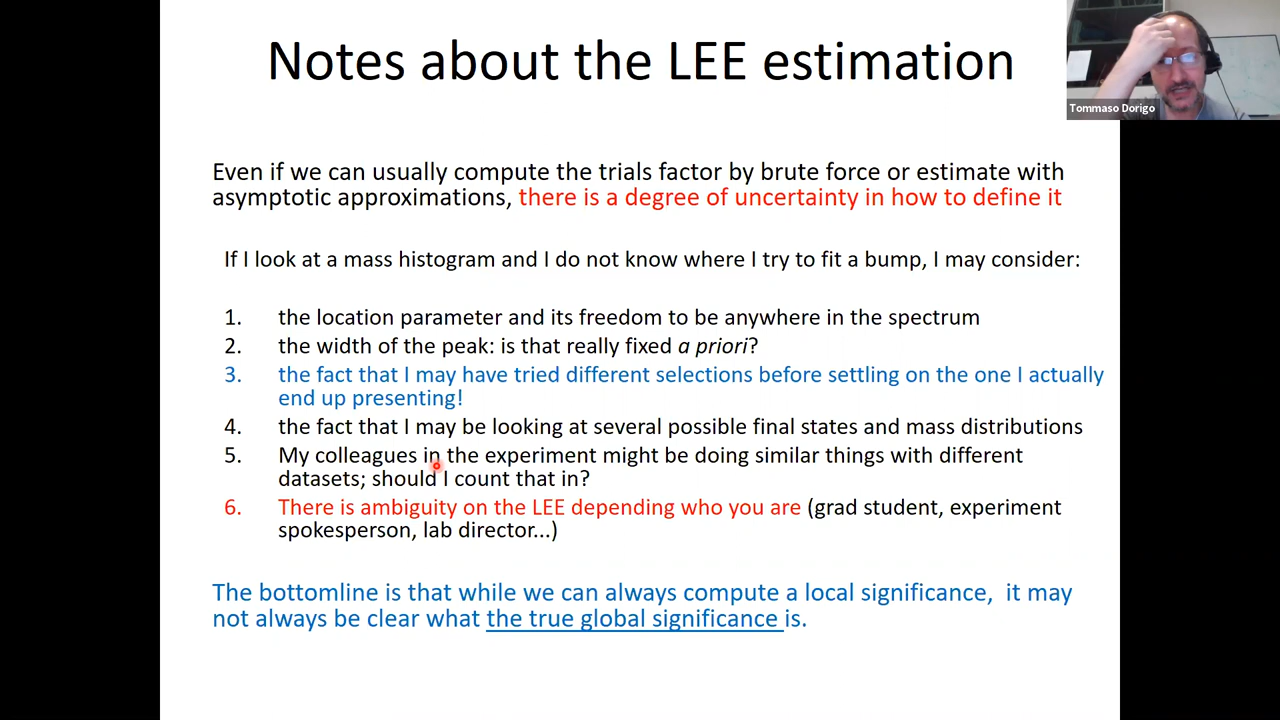 Notes about the LEE estimation
Tommaso Dorigo
Even if we can usually compute the trials factor by brute force or estimate with
asymptotic approximations, there is a degree of uncertainty in how to define it
If I look at a mass histogram and I do not know where I try to fit a bump, I may consider:
1. the location parameter and its freedom to be anywhere in the spectrum
2. the width of the peak: is that really fixed a priori?
3. the fact that I may have tried different selections before settling on the one I actually
end up presenting!
4. the fact that I may be looking at several possible final states and mass distributions
5. My colleagues in the experiment might be doing similar things with different
datasets; should I count that in?
6. There is ambiguity on the LEE depending who you are (grad student, experiment
spokesperson, lab director...)
The bottomline is that while we can always compute a local significance, it may
not always be clear what the true global significance is.